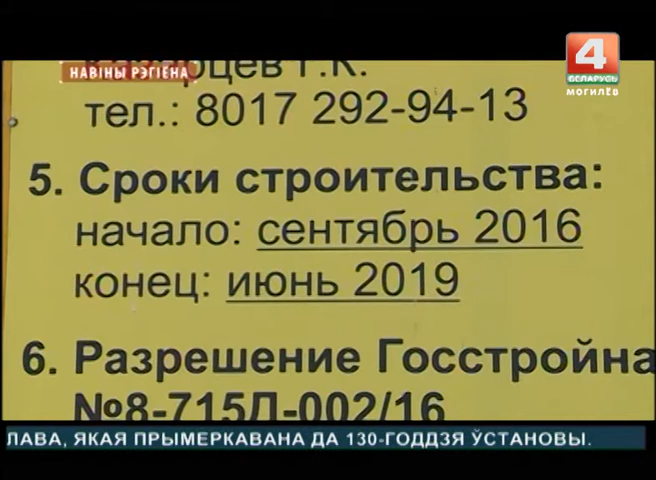 НАВІНЫ РЭГІЁНА
4
БЕЛАРУСЬ
МОГИЛЁВ
тел.: 8017 292-94-13
5. Сроки строительства:
начало: сентябрь 2016
конец: июнь 2019
6. Разрешение Госстройна
№8-715Д-002/16
ЛАВА, ЯКАЯ ПРЫМЕРКАВАНА ДА 130-ГОДДЗЯ ЎСТАНОВЫ.